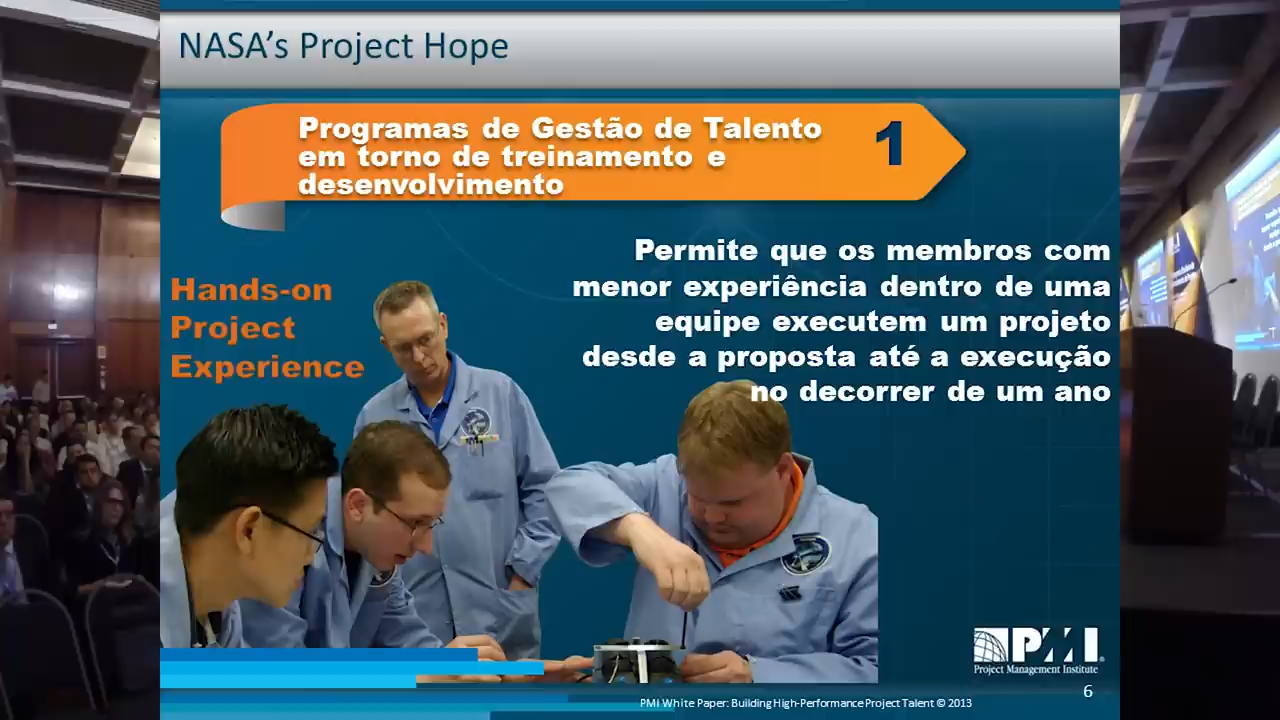 NASA's Project Hope
Programas de Gestão de Talento
em torno de treinamento e
desenvolvimento
1
Permite que os membros com
menor experiência dentro de uma
equipe executem um projeto
desde a proposta até a execução
no decorrer de um ano
Hands-on
Project
Experience
PMI®
Project Management Institute
6
PMI White Paper: Building High-Performance Project Talent © 2013